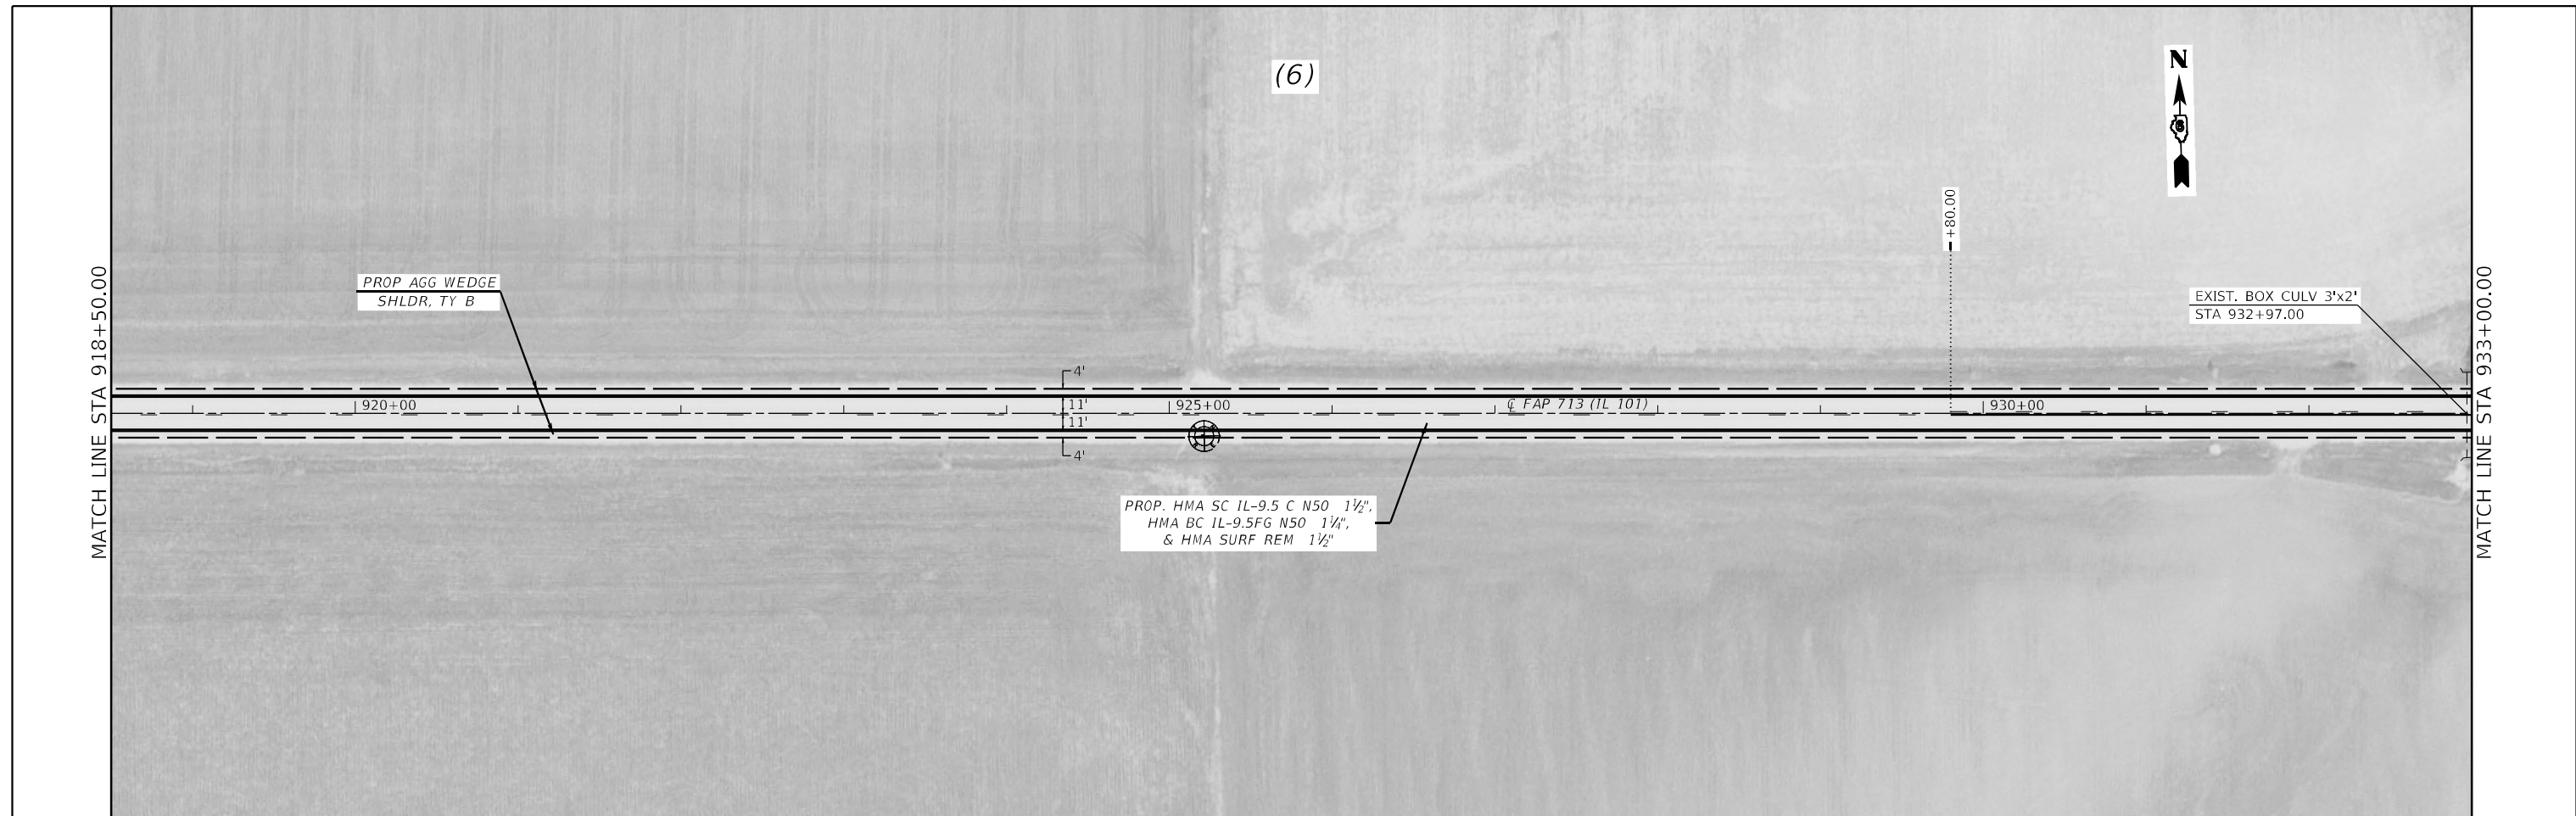 (6)
N
6
+80.00
PROP AGG WEDGE
SHLDR, TY B
EXIST. BOX CULV 3'x2'
STA 932+97.00
MATCH LINE STA 918+50.00
MATCH LINE STA 933+00.00
4'
920+00
11'
925+00
℄ FAP 713 (IL 101)
930+00
11'
4'
PROP. HMA SC IL-9.5 C N50 1½",
HMA BC IL-9.5FG N50 1¼",
& HMA SURF REM 1½"